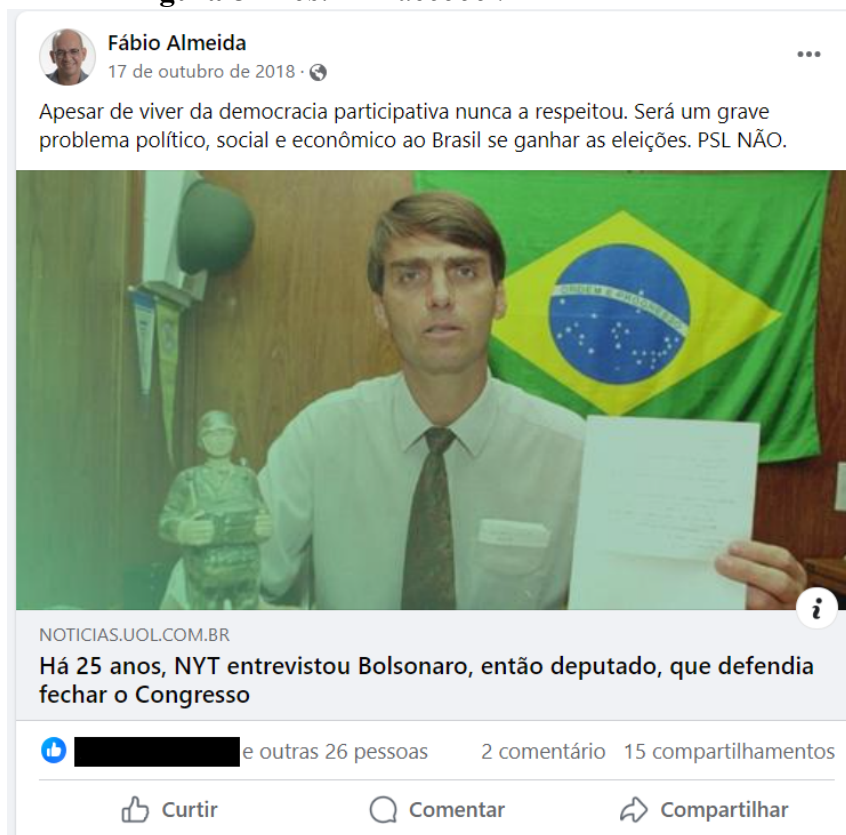 Fábio Almeida
17 de outubro de 2018 ·
Apesar de viver da democracia participativa nunca a respeitou. Será um grave
problema político, social e econômico ao Brasil se ganhar as eleições. PSL NÃO.
ORDEM E PROGRESSO
i
NOTICIAS.UOL.COM.BR
Há 25 anos, NYT entrevistou Bolsonaro, então deputado, que defendia
fechar o Congresso
e outras 26 pessoas 2 comentário 15 compartilhamentos
Curtir Comentar Compartilhar